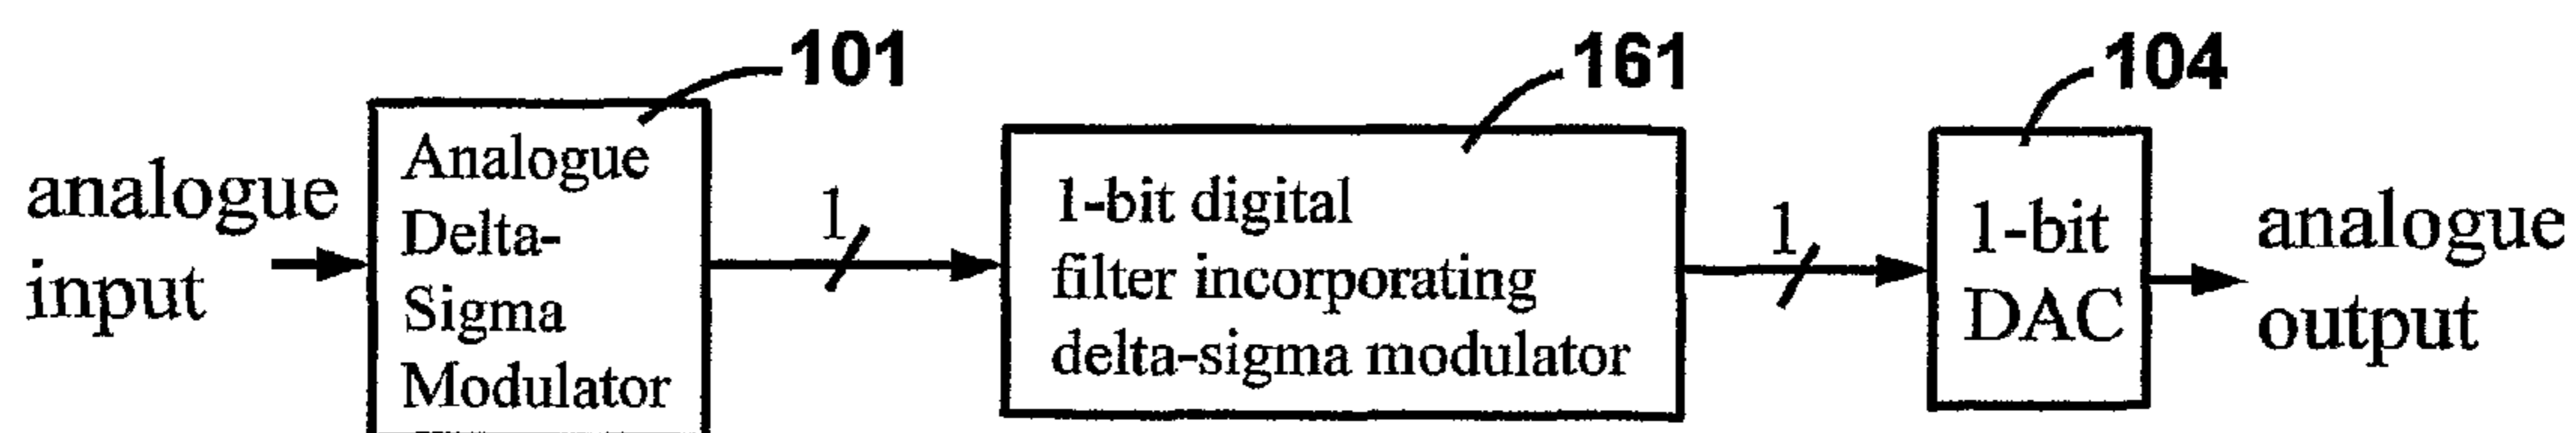 101
161
104
analogue
input
Analogue
Delta-
Sigma
Modulator
1
1-bit digital
filter incorporating
delta-sigma modulator
1
1-bit
DAC
analogue
output